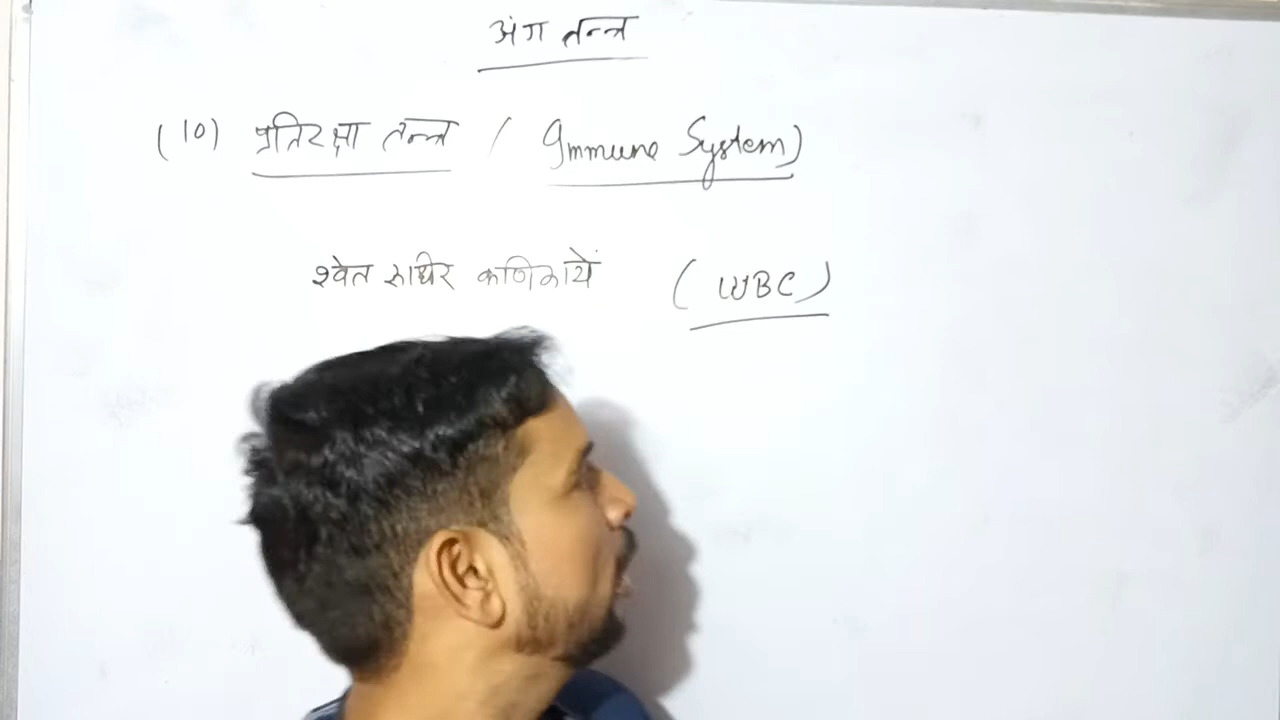 अंग तन्त्र
(10) प्रतिरक्षा तन्त्र / Immune System)
श्वेत रूधिर कणिकायें (WBC)